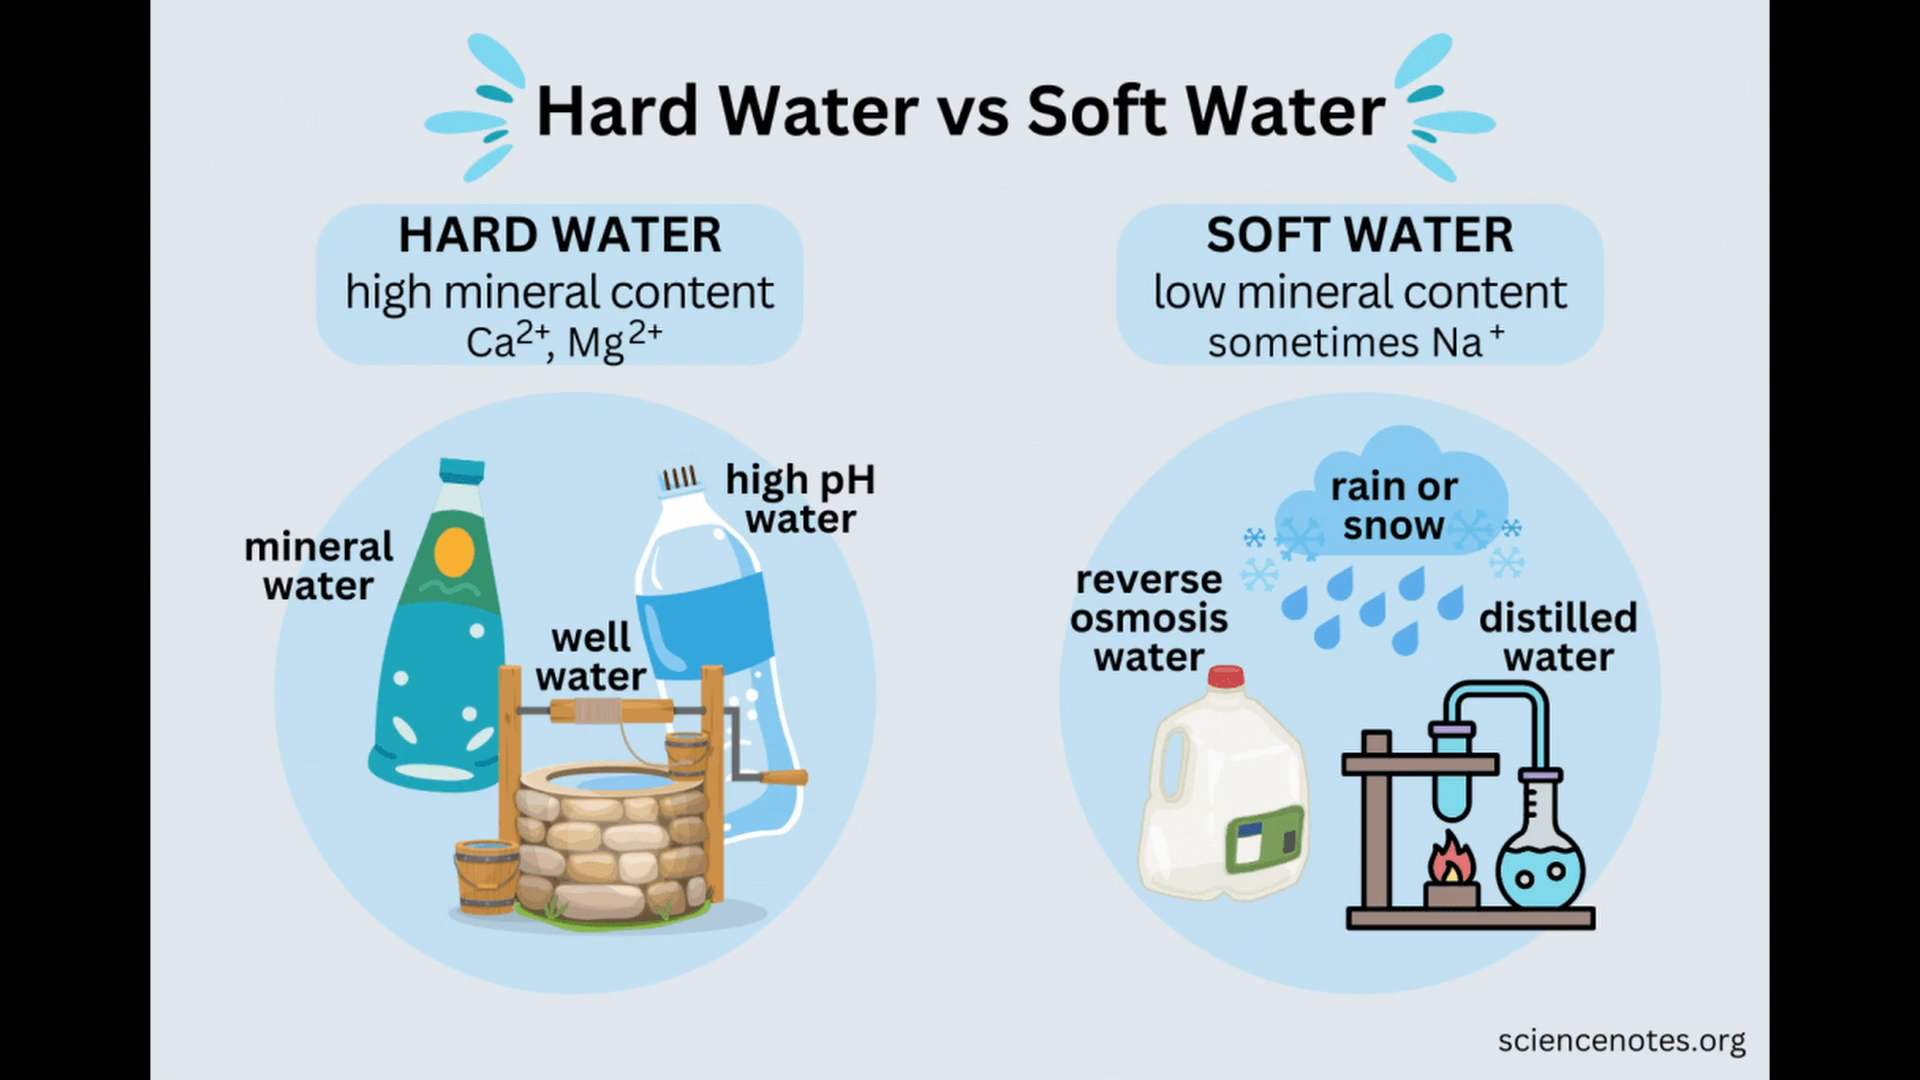 Hard Water vs Soft Water
HARD WATER
high mineral content
Ca²⁺, Mg²⁺
SOFT WATER
low mineral content
sometimes Na⁺
mineral
water
high pH
water
well
water
rain or
snow
reverse
osmosis
water
distilled
water
sciencenotes.org